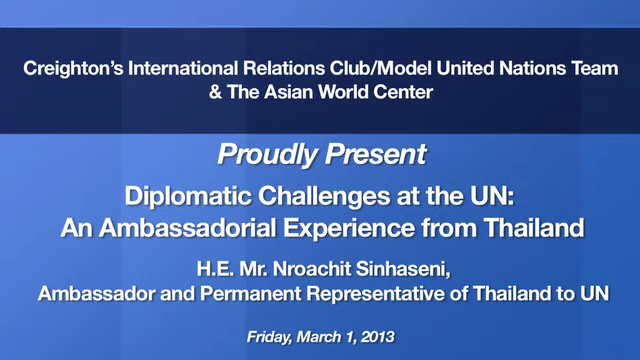 Creighton's International Relations Club/Model United Nations Team
& The Asian World Center
Proudly Present
Diplomatic Challenges at the UN:
An Ambassadorial Experience from Thailand
H.E. Mr. Nroachit Sinhaseni,
Ambassador and Permanent Representative of Thailand to UN
Friday, March 1, 2013